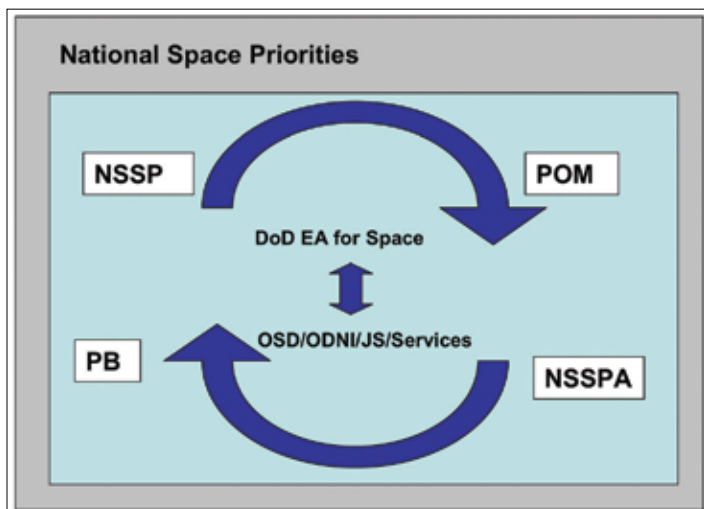 National Space Priorities
NSSP
POM
DoD EA for Space
OSD/ODNI/JS/Services
PB
NSSPA